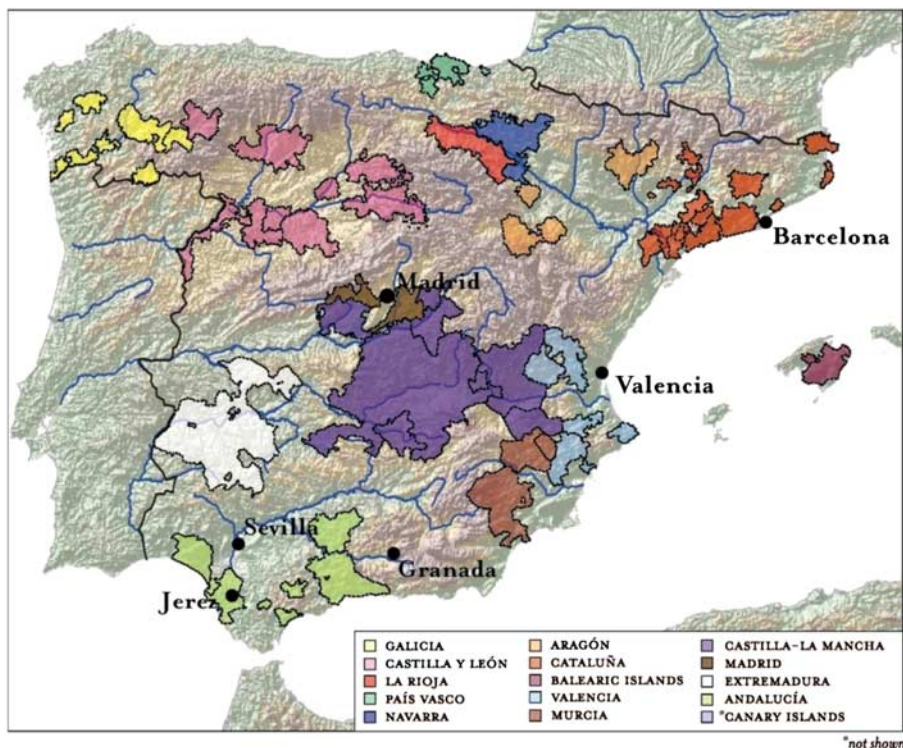 Barcelona
Madrid
Valencia
Sevilla
Granada
Jerez
GALICIA
CASTILLA Y LEÓN
LA RIOJA
PAÍS VASCO
NAVARRA
ARAGÓN
CATALUÑA
BALEARIC ISLANDS
VALENCIA
MURCIA
CASTILLA–LA MANCHA
MADRID
EXTREMADURA
ANDALUCÍA
*CANARY ISLANDS
*not shown